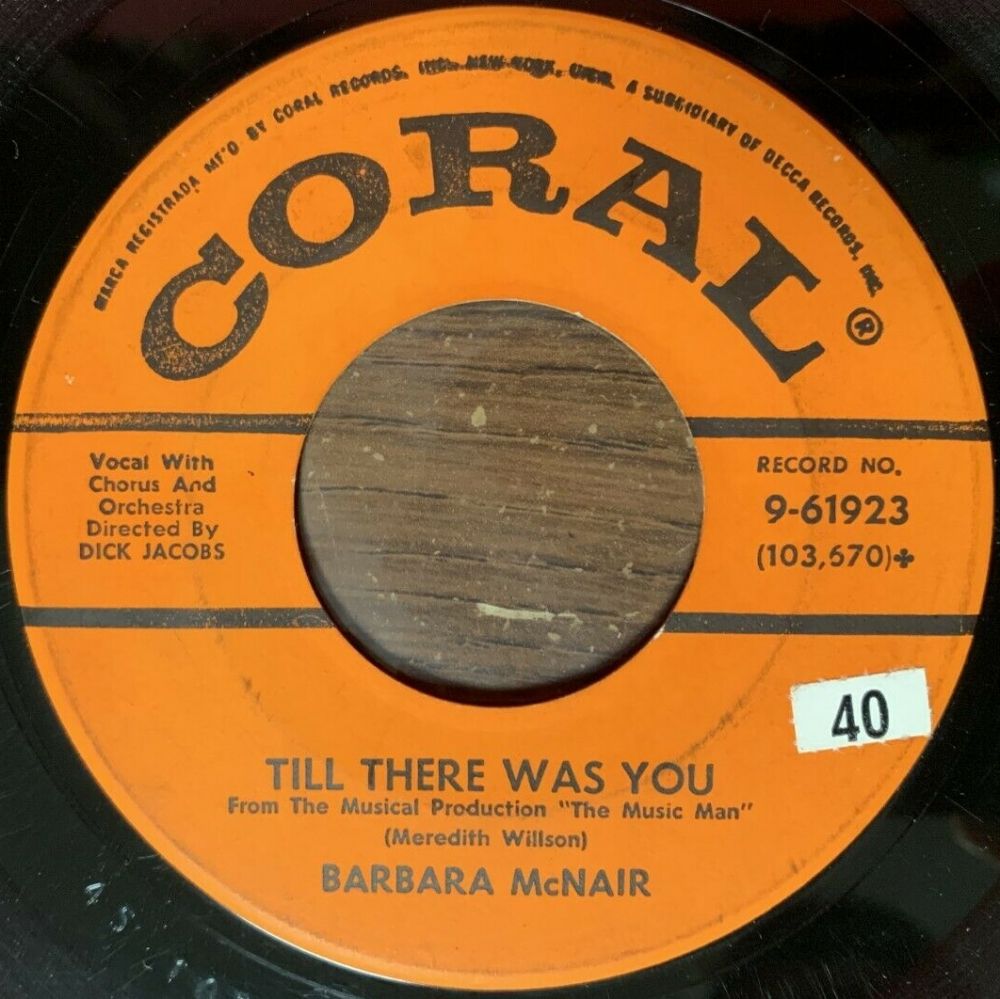 MARCA REGISTRADA MF'D BY CORAL RECORDS, INC., NEW YORK, U.S.A. A SUBSIDIARY OF DECCA RECORDS, INC.
CORAL®
Vocal With
Chorus And
Orchestra
Directed By
DICK JACOBS
RECORD NO.
9-61923
(103,670)✤
40
TILL THERE WAS YOU
From The Musical Production "The Music Man"
(Meredith Willson)
BARBARA McNAIR